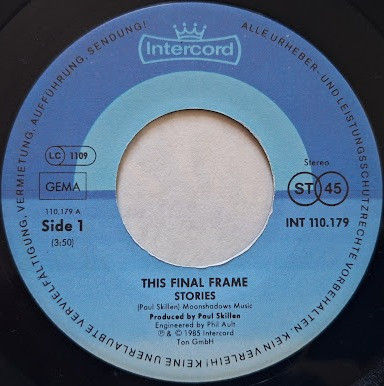 ALLE URHEBER- UND LEISTUNGSSCHUTZRECHTE VORBEHALTEN. KEIN VERLEIH! KEINE UNERLAUBTE VERVIELFÄLTIGUNG, VERMIETUNG, AUFFÜHRUNG, SENDUNG!
Intercord
LC 1109
GEMA
110.179 A
Side 1
(3:50)
Stereo
ST 45
INT 110.179
THIS FINAL FRAME
STORIES
(Paul Skillen) Moonshadows Music
Produced by Paul Skillen
Engineered by Phil Ault
℗ & © 1985 Intercord
Ton GmbH